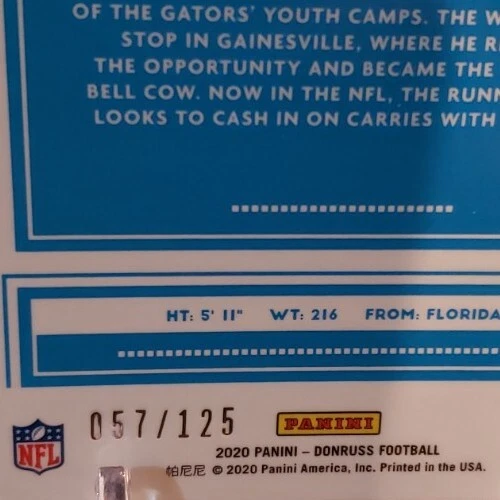 OF THE GATORS' YOUTH CAMPS. THE W
STOP IN GAINESVILLE, WHERE HE R
THE OPPORTUNITY AND BECAME THE
BELL COW. NOW IN THE NFL, THE RUNN
LOOKS TO CASH IN ON CARRIES WITH
HT: 5' 11" WT: 216 FROM: FLORIDA
057/125 PANINI
NFL
2020 PANINI – DONRUSS FOOTBALL
帕尼尼 © 2020 Panini America, Inc. Printed in the USA.